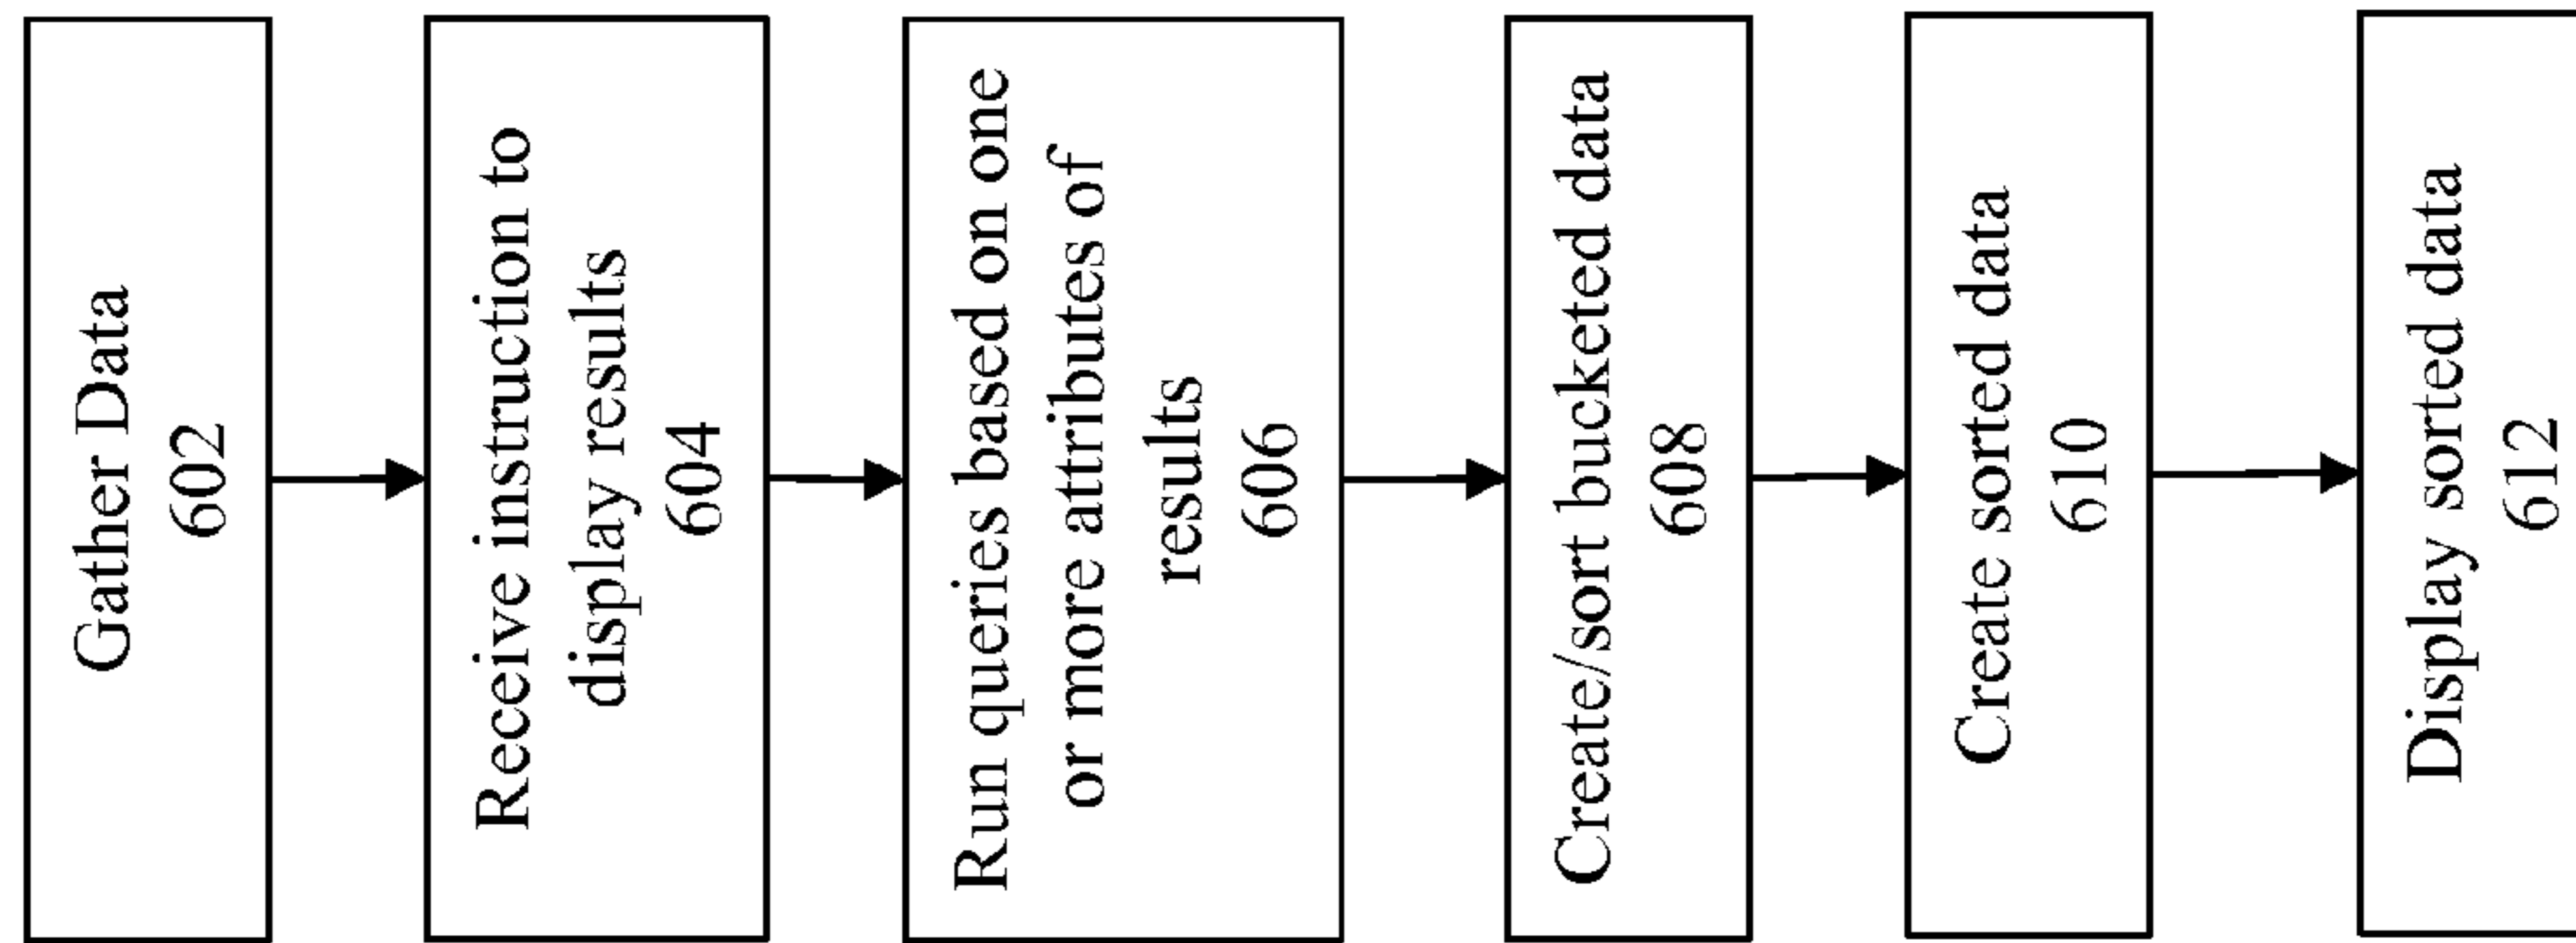 Gather Data
602
Receive instruction to
display results
604
Run queries based on one
or more attributes of
results
606
Create/sort bucketed data
608
Create sorted data
610
Display sorted data
612